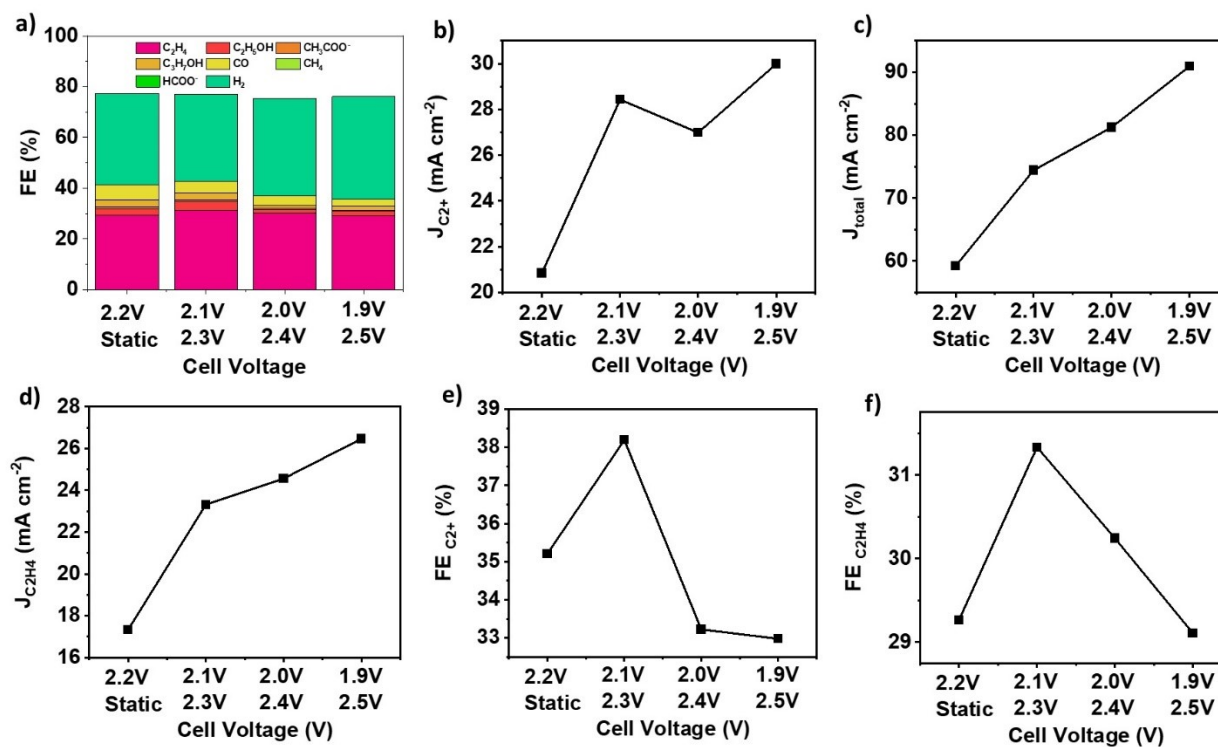 a)
100
80
60
40
20
0
FE (%)
C₂H₄ C₂H₅OH CH₃COO⁻
C₃H₇OH CO CH₄
HCOO⁻ H₂
2.2V 2.1V 2.0V 1.9V
Static 2.3V 2.4V 2.5V
Cell Voltage
b)
30
28
26
24
22
20
J_C2+ (mA cm⁻²)
2.2V 2.1V 2.0V 1.9V
Static 2.3V 2.4V 2.5V
Cell Voltage (V)
c)
90
80
70
60
J_total (mA cm⁻²)
2.2V 2.1V 2.0V 1.9V
Static 2.3V 2.4V 2.5V
Cell Voltage (V)
d)
28
26
24
22
20
18
16
J_C2H4 (mA cm⁻²)
2.2V 2.1V 2.0V 1.9V
Static 2.3V 2.4V 2.5V
Cell Voltage (V)
e)
39
38
37
36
35
34
33
FE C2+ (%)
2.2V 2.1V 2.0V 1.9V
Static 2.3V 2.4V 2.5V
Cell Voltage (V)
f)
31
30
29
FE C2H4 (%)
2.2V 2.1V 2.0V 1.9V
Static 2.3V 2.4V 2.5V
Cell Voltage (V)